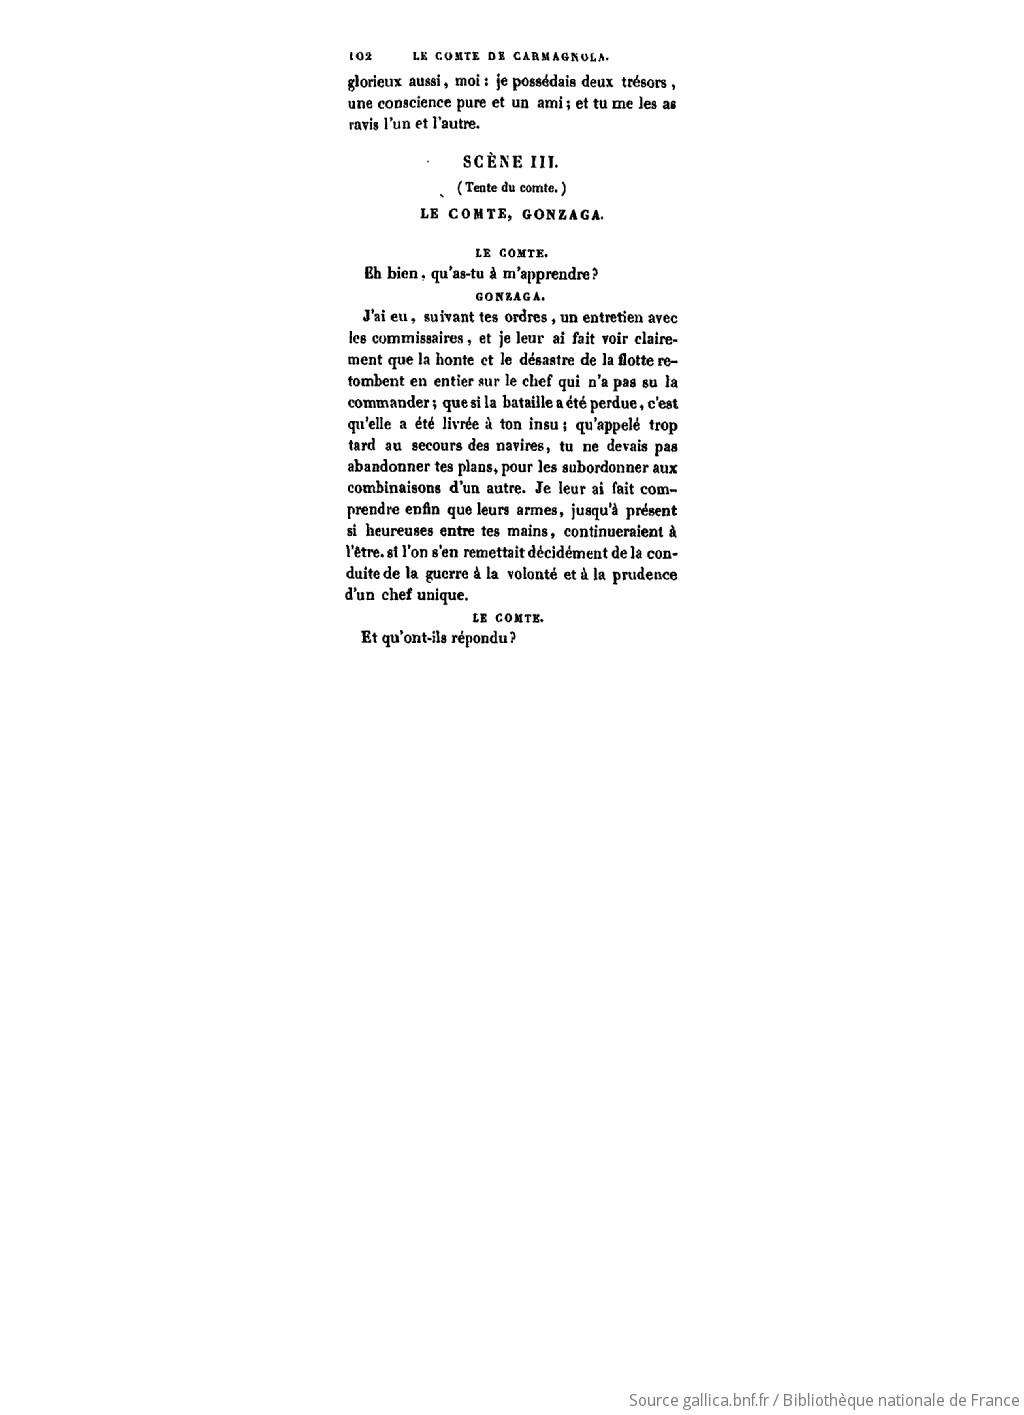 102 LE COMTE DE CARMAGNOLA.
glorieux aussi, moi : je possédais deux trésors,
une conscience pure et un ami ; et tu me les as
ravis l'un et l'autre.
SCÈNE III.
(Tente du comte.)
LE COMTE, GONZAGA.
LE COMTE.
Eh bien, qu'as-tu à m'apprendre ?
GONZAGA.
J'ai eu, suivant tes ordres, un entretien avec
les commissaires, et je leur ai fait voir claire-
ment que la honte et le désastre de la flotte re-
tombent en entier sur le chef qui n'a pas su la
commander ; que si la bataille a été perdue, c'est
qu'elle a été livrée à ton insu ; qu'appelé trop
tard au secours des navires, tu ne devais pas
abandonner tes plans, pour les subordonner aux
combinaisons d'un autre. Je leur ai fait com-
prendre enfin que leurs armes, jusqu'à présent
si heureuses entre tes mains, continueraient à
l'être. si l'on s'en remettait décidément de la con-
duite de la guerre à la volonté et à la prudence
d'un chef unique.
LE COMTE.
Et qu'ont-ils répondu ?
Source gallica.bnf.fr / Bibliothèque nationale de France